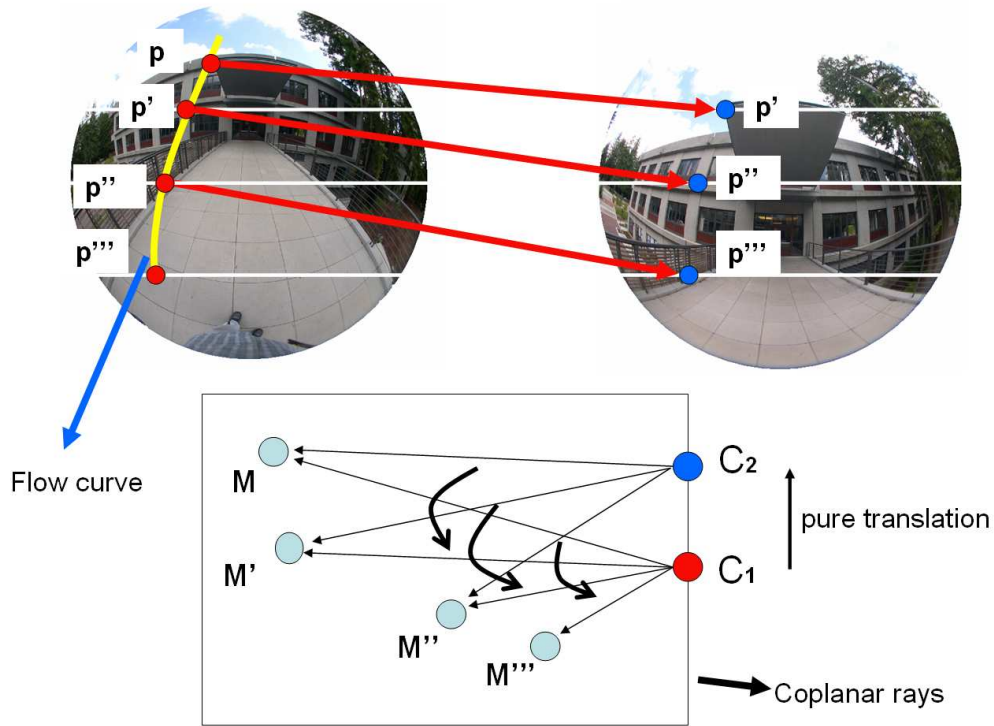 p
p'
p'
p''
p''
p'''
p'''
Flow curve
M
C2
pure translation
M'
C1
M''
M'''
Coplanar rays